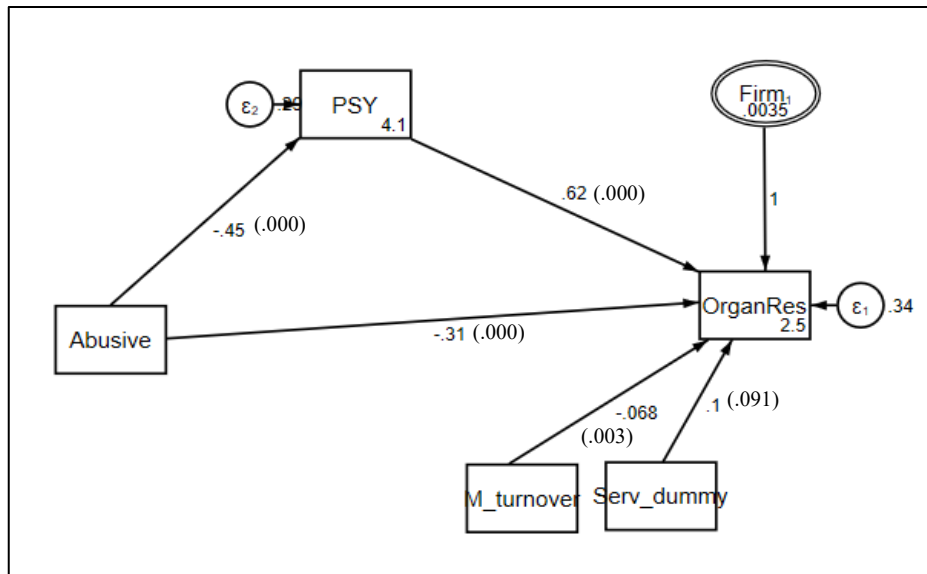 ε₂
PSY
4.1
Firm₁
.0035
.62 (.000)
1
-.45 (.000)
OrganRes
2.5
ε₁ .34
Abusive
-.31 (.000)
.1 (.091)
-.068
(.003)
M_turnover
Serv_dummy